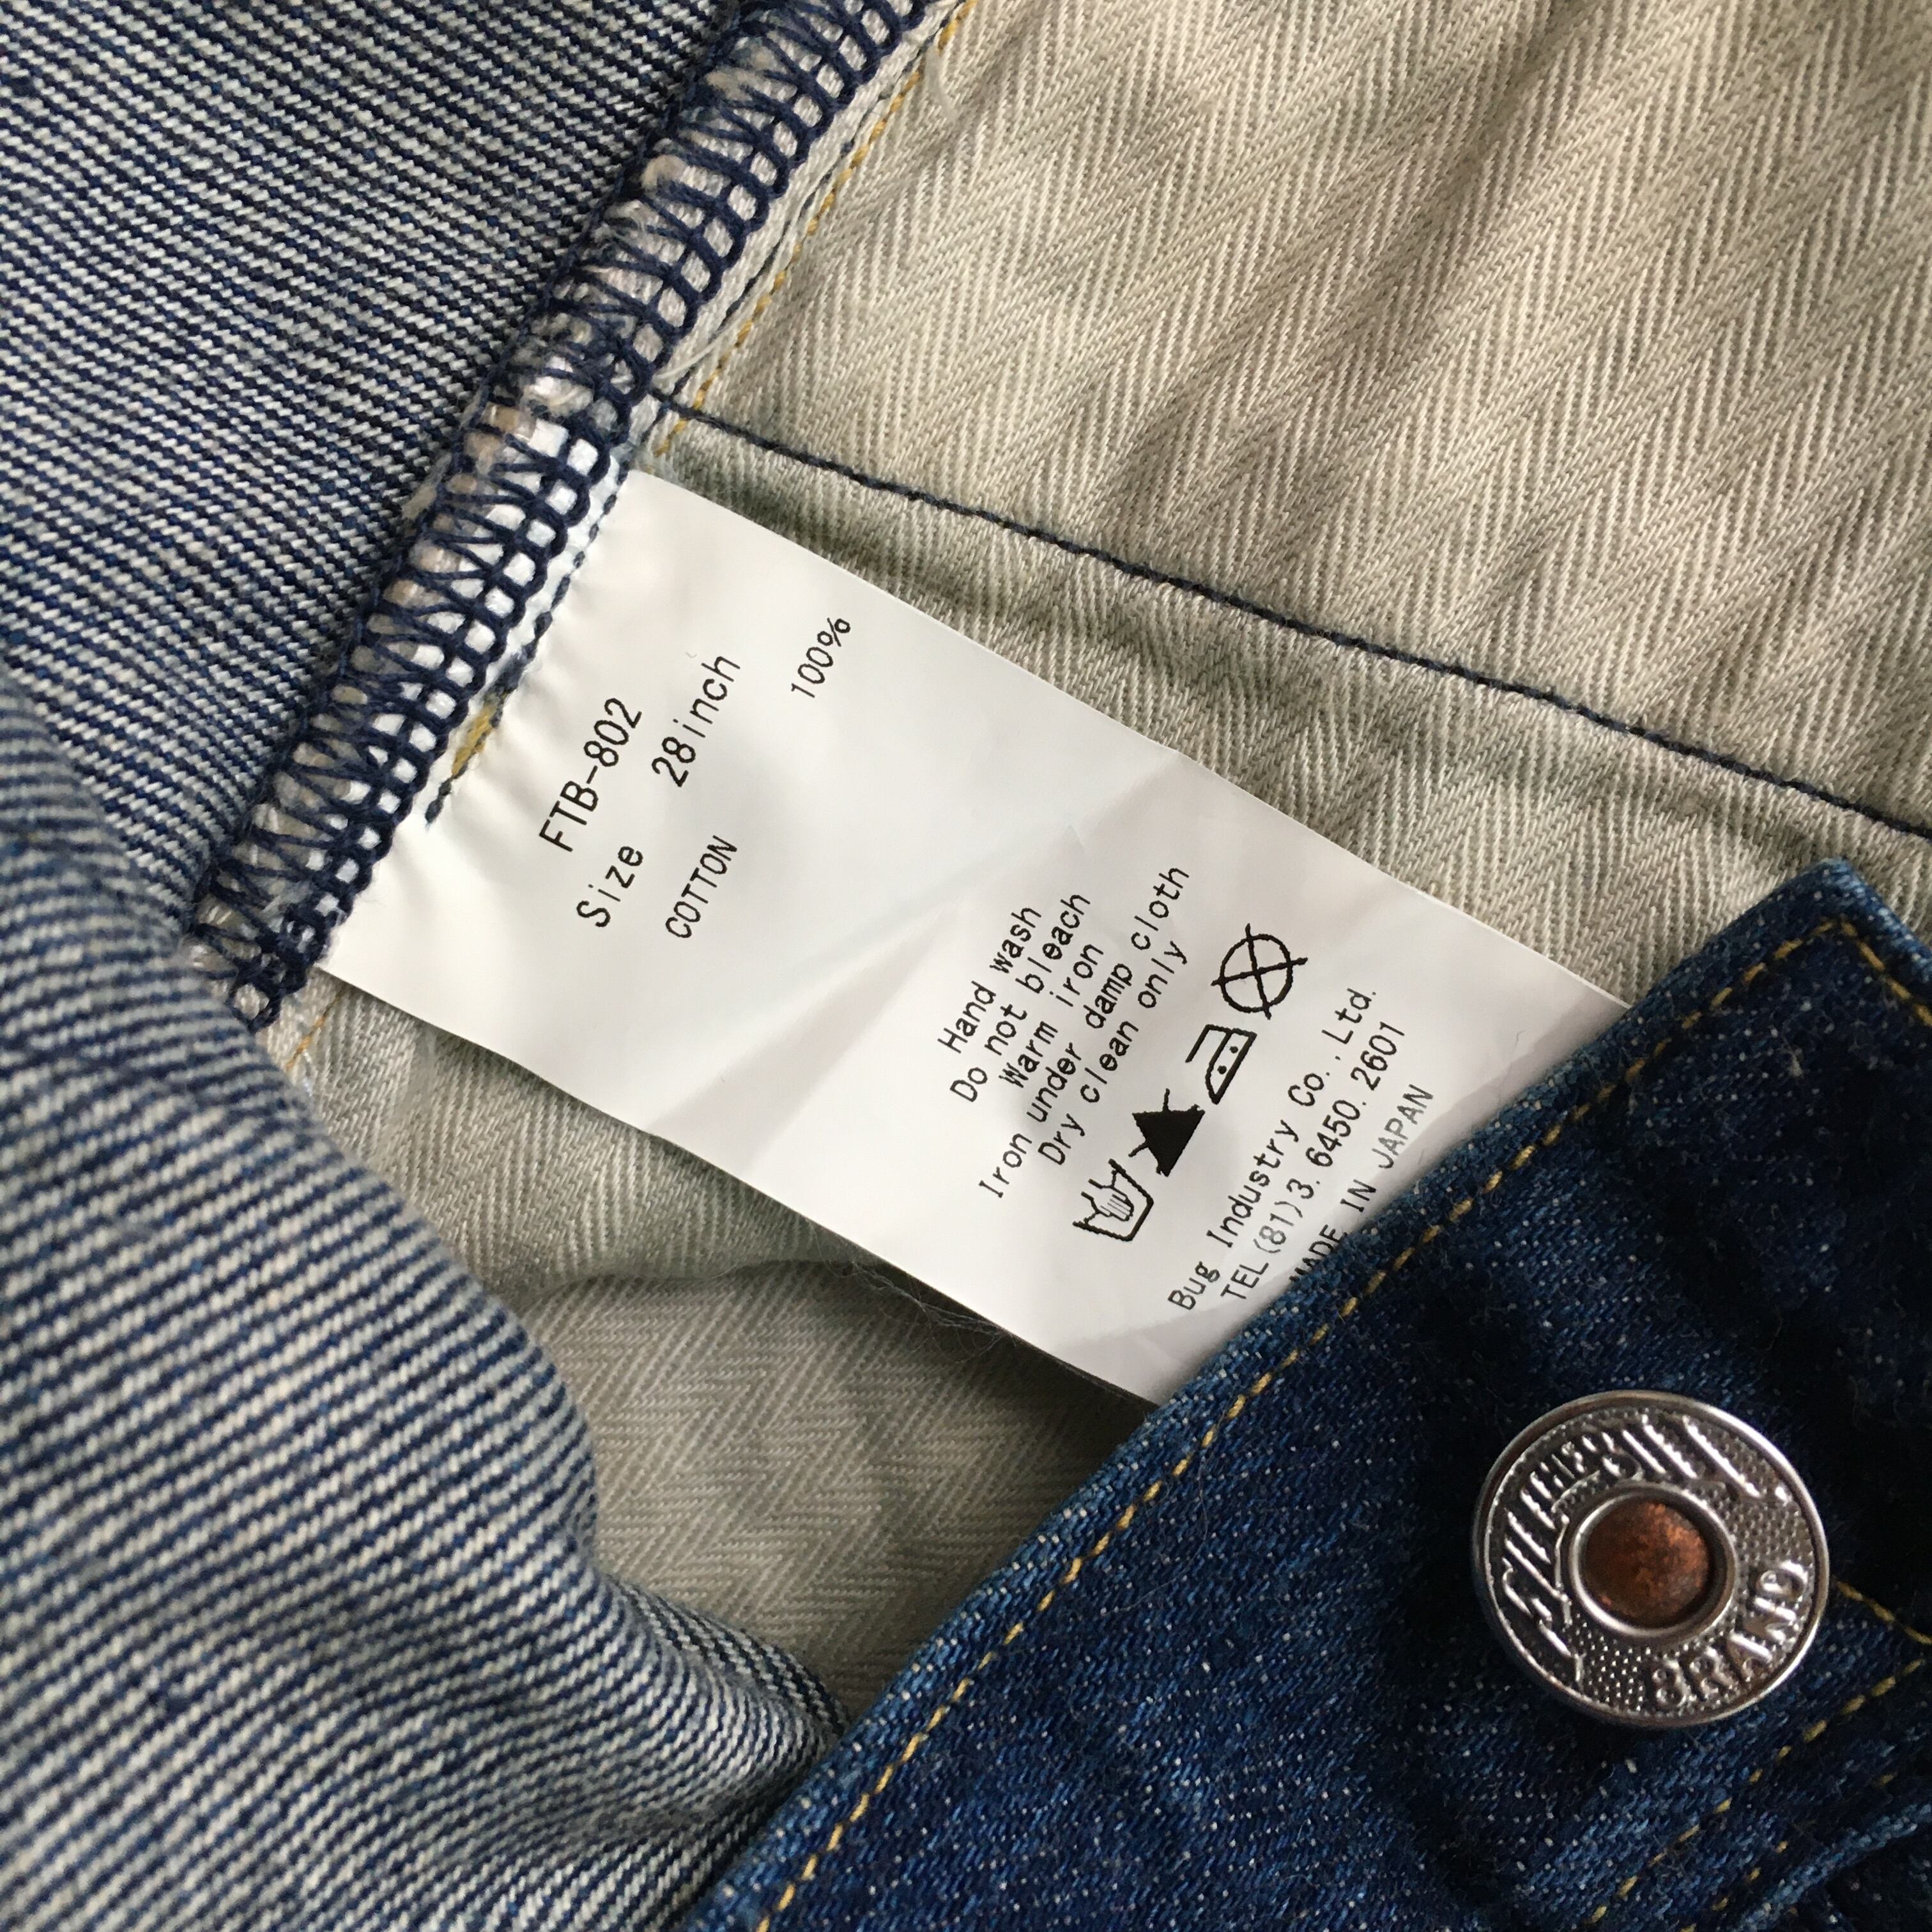 FTB-802
Size 28inch
COTTON 100%
Hand wash
Do not bleach
Warm iron
Iron under damp cloth
Dry clean only
Bug Industry Co., Ltd.
TEL(81)3.6450.2601
MADE IN JAPAN
BRAND